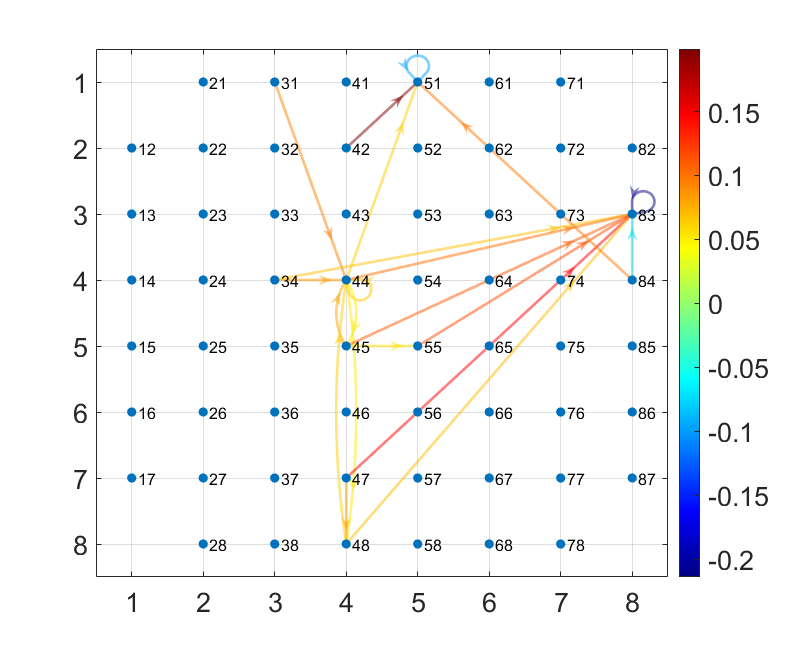 1 21 31 41 51 61 71
2 12 22 32 42 52 62 72 82
3 13 23 33 43 53 63 73 83
4 14 24 34 44 54 64 74 84
5 15 25 35 45 55 65 75 85
6 16 26 36 46 56 66 76 86
7 17 27 37 47 57 67 77 87
8 28 38 48 58 68 78
1 2 3 4 5 6 7 8
0.15
0.1
0.05
0
-0.05
-0.1
-0.15
-0.2